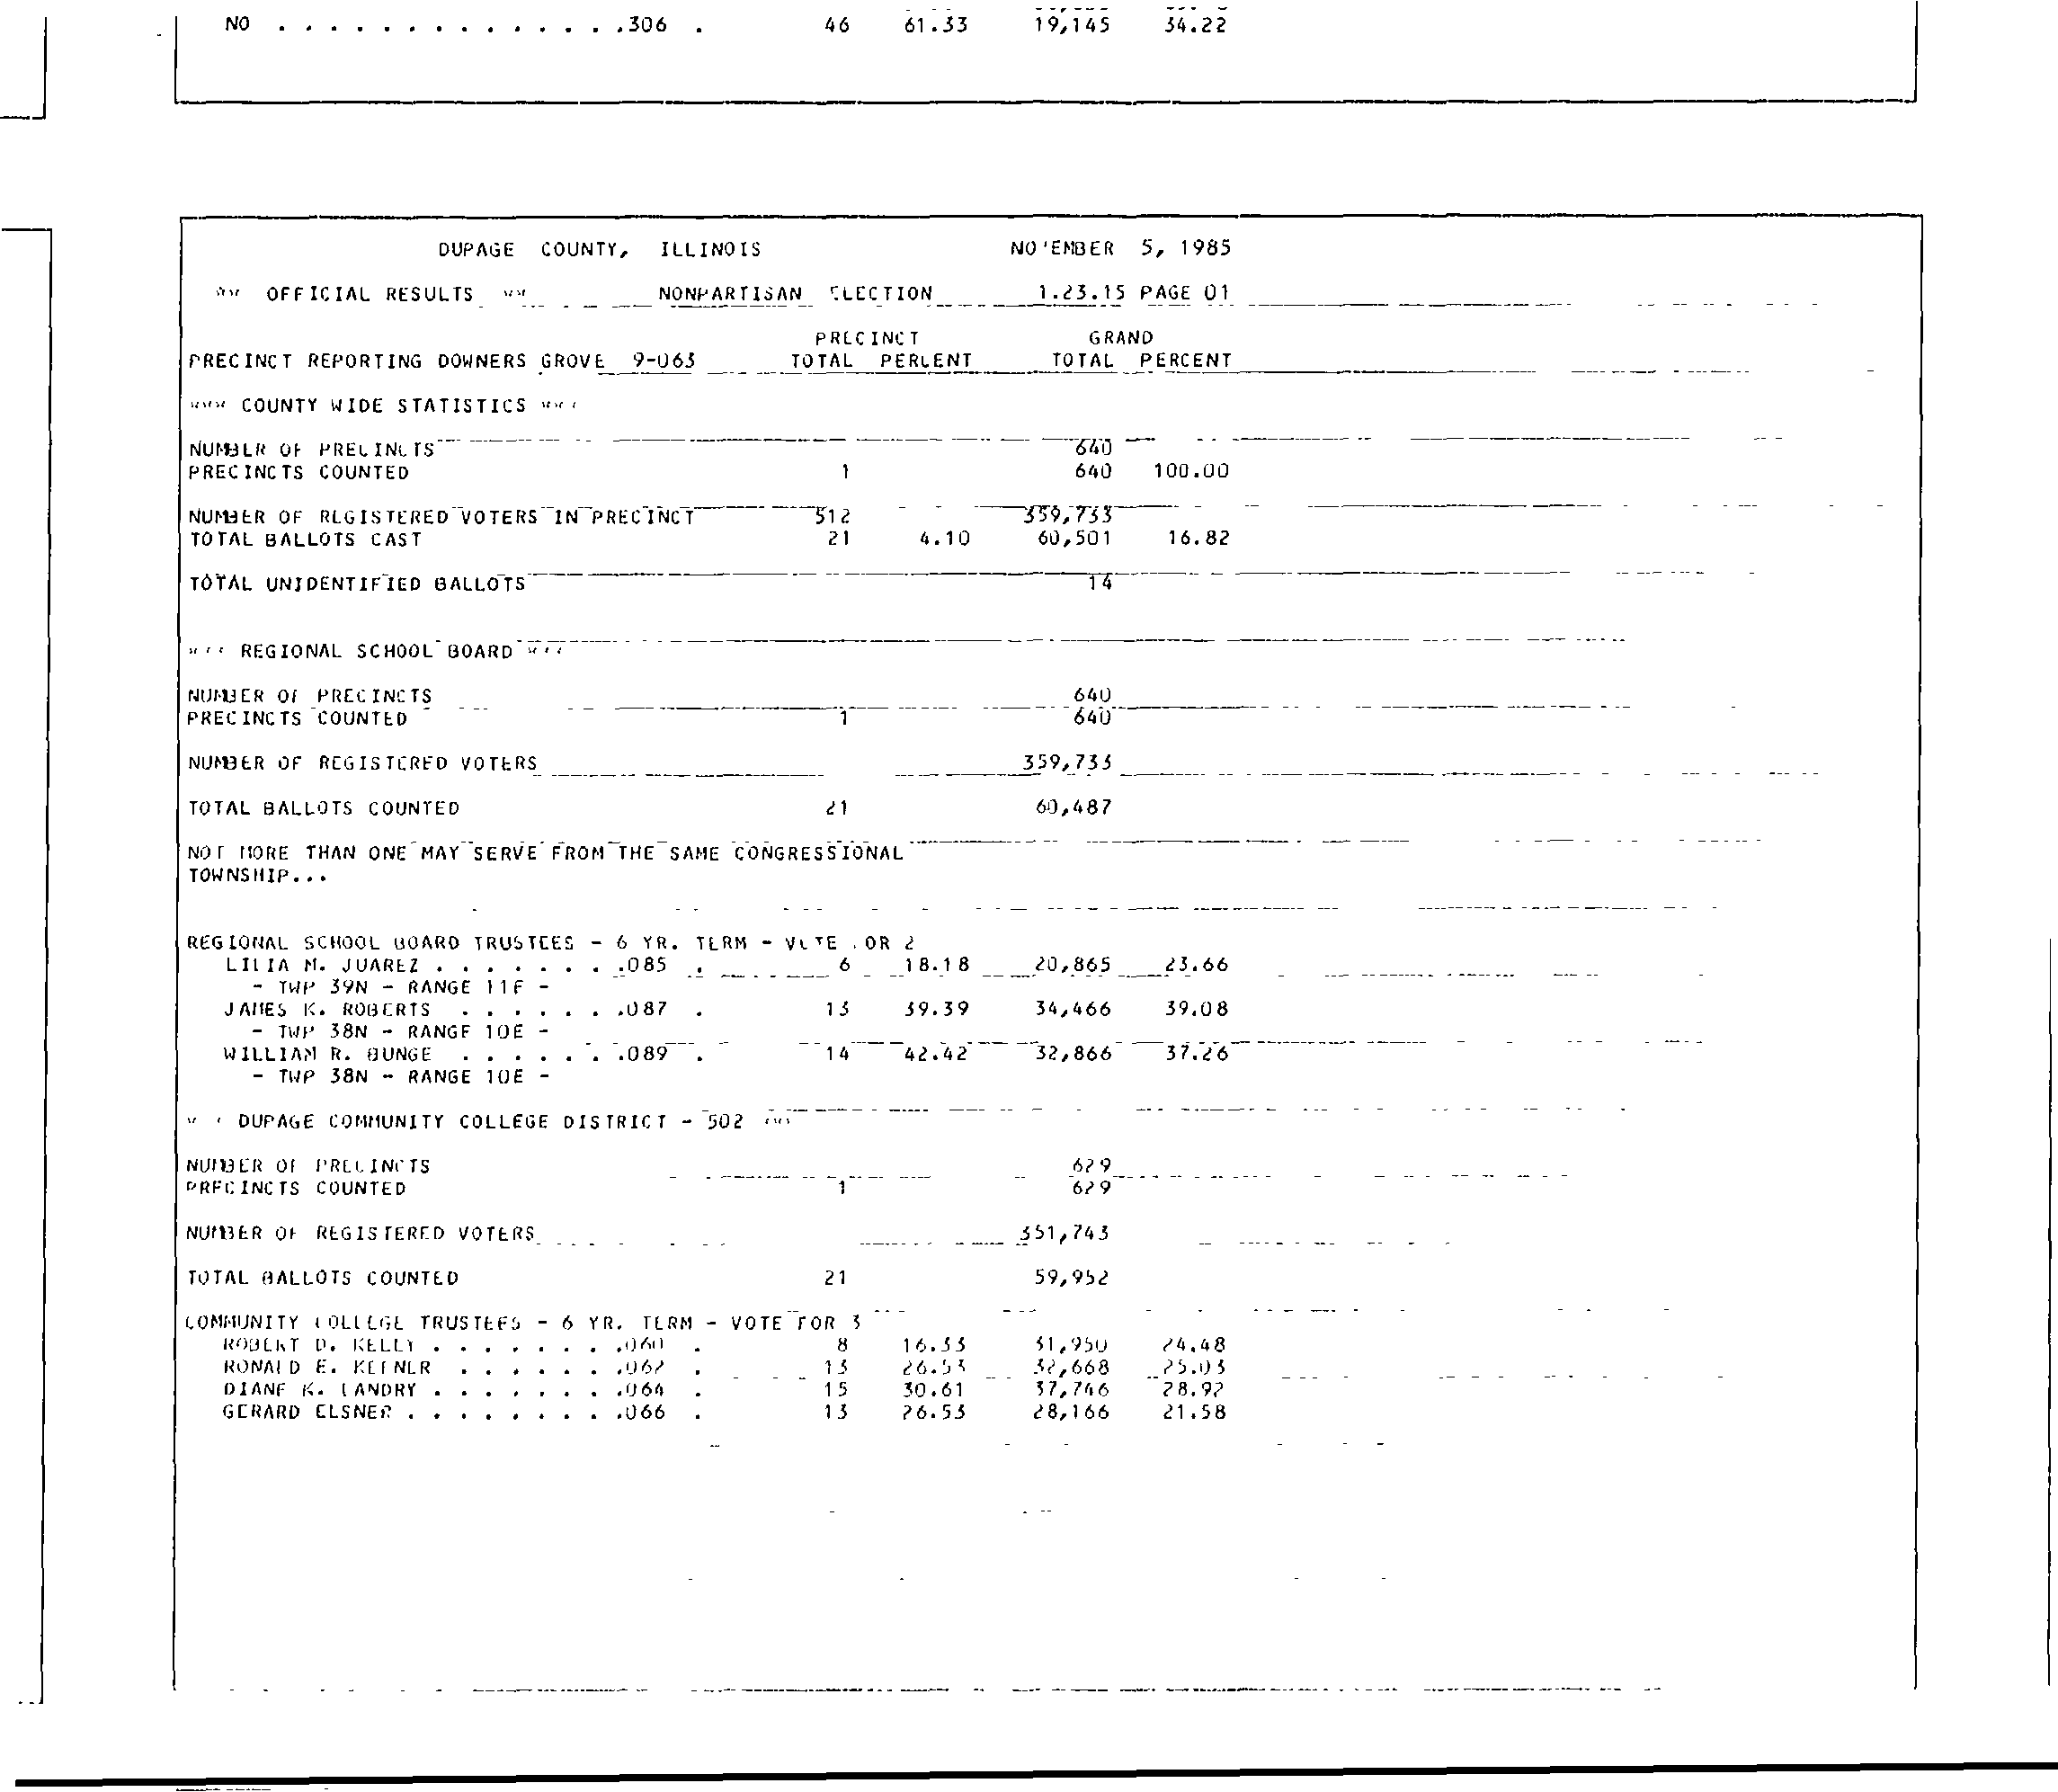 NO . . . . . . . . . . . . . . .306 . 46 61.33 19,145 34.22
DUPAGE COUNTY, ILLINOIS NO'EMBER 5, 1985
OFFICIAL RESULTS NONPARTISAN ELECTION 1.23.15 PAGE 01
PRECINCT GRAND
PRECINCT REPORTING DOWNERS GROVE 9-063 TOTAL PERCENT TOTAL PERCENT
COUNTY WIDE STATISTICS
NUMBER OF PRECINCTS 640
PRECINCTS COUNTED 1 640 100.00
NUMBER OF REGISTERED VOTERS IN PRECINCT 512 359,733
TOTAL BALLOTS CAST 21 4.10 60,501 16.82
TOTAL UNIDENTIFIED BALLOTS 14
REGIONAL SCHOOL BOARD
NUMBER OF PRECINCTS 640
PRECINCTS COUNTED 1 640
NUMBER OF REGISTERED VOTERS 359,733
TOTAL BALLOTS COUNTED 21 60,487
NOT MORE THAN ONE MAY SERVE FROM THE SAME CONGRESSIONAL
TOWNSHIP...
REGIONAL SCHOOL BOARD TRUSTEES - 6 YR. TERM - VOTE FOR 2
LILIA M. JUAREZ . . . . . . . .085 . 6 18.18 20,865 23.66
- TWP 39N - RANGE 11E -
JAMES K. ROBERTS . . . . . . .087 . 13 39.39 34,466 39.08
- TWP 38N - RANGE 10E -
WILLIAM R. BUNGE . . . . . . .089 . 14 42.42 32,866 37.26
- TWP 38N - RANGE 10E -
DUPAGE COMMUNITY COLLEGE DISTRICT - 502
NUMBER OF PRECINCTS 629
PRECINCTS COUNTED 1 629
NUMBER OF REGISTERED VOTERS 351,743
TOTAL BALLOTS COUNTED 21 59,952
COMMUNITY COLLEGE TRUSTEES - 6 YR. TERM - VOTE FOR 3
ROBERT D. KELLY . . . . . . . .060 . 8 16.33 31,950 24.48
RONALD E. KEENER . . . . . . .062 . 13 26.53 32,668 25.03
DIANE K. LANDRY . . . . . . . .064 . 15 30.61 37,746 28.92
GERARD ELSNER . . . . . . . . .066 . 13 26.53 28,166 21.58